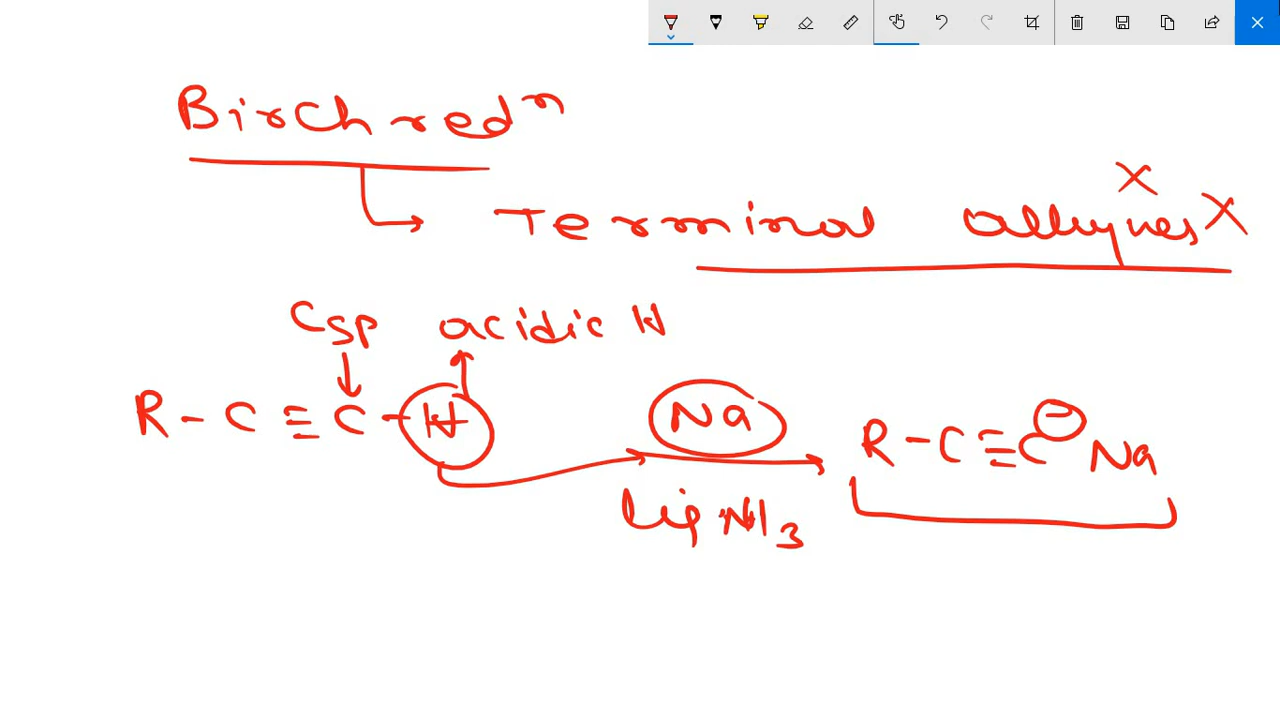 Birch redⁿ
Terminal alkynes X X
Csp acidic H
R - C ≡ C - H Na R - C ≡ C⊖ Na
liq NH3